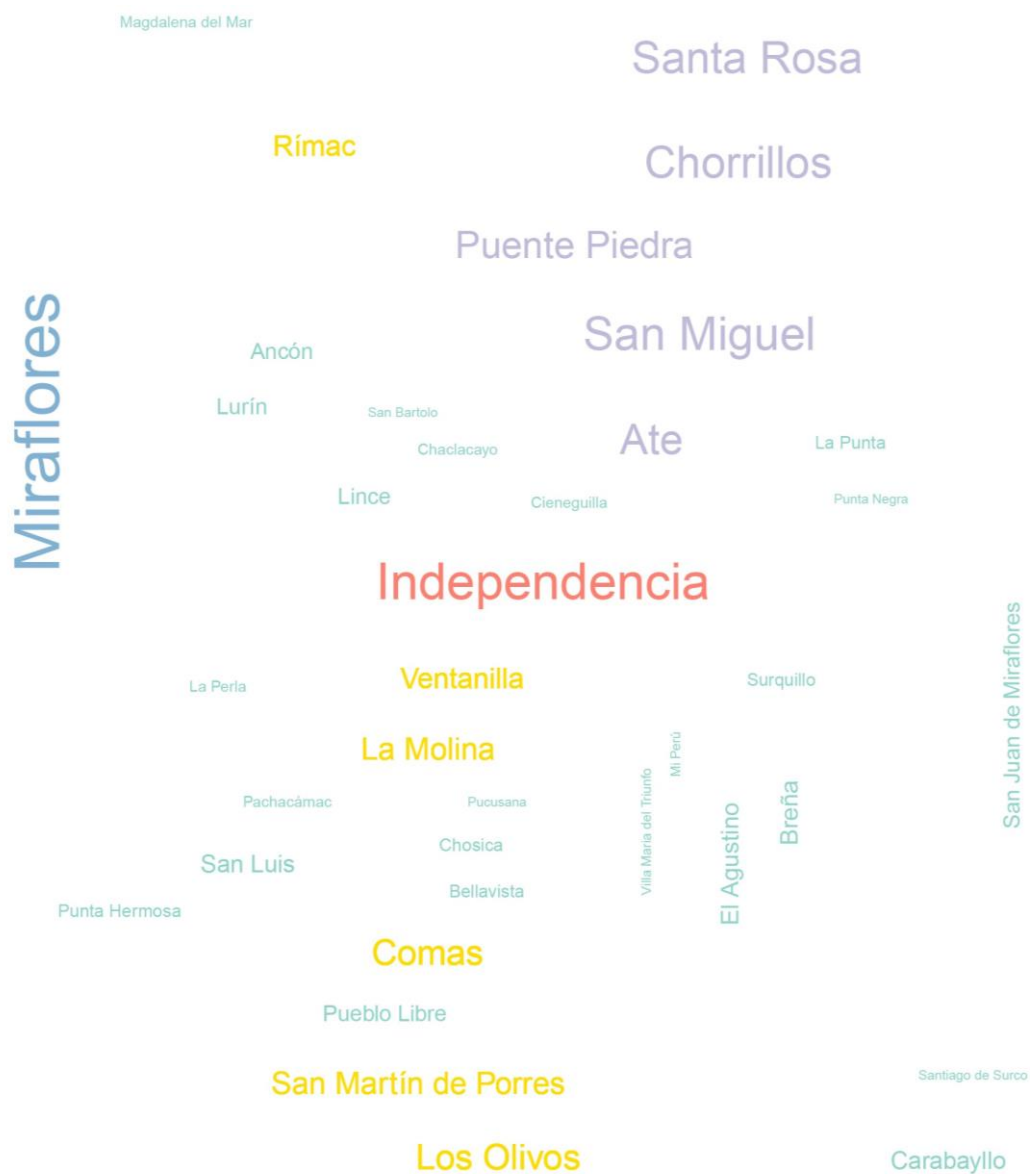 Magdalena del Mar
Santa Rosa
Rímac
Chorrillos
Puente Piedra
Miraflores
San Miguel
Ancón
Lurín
San Bartolo
Ate
La Punta
Chaclacayo
Lince
Cieneguilla
Punta Negra
Independencia
San Juan de Miraflores
La Perla
Ventanilla
Surquillo
La Molina
Mi Perú
Villa María del Triunfo
Pachacámac
Pucusana
El Agustino
Breña
Chosica
San Luis
Bellavista
Punta Hermosa
Comas
Pueblo Libre
San Martín de Porres
Santiago de Surco
Los Olivos
Carabayllo